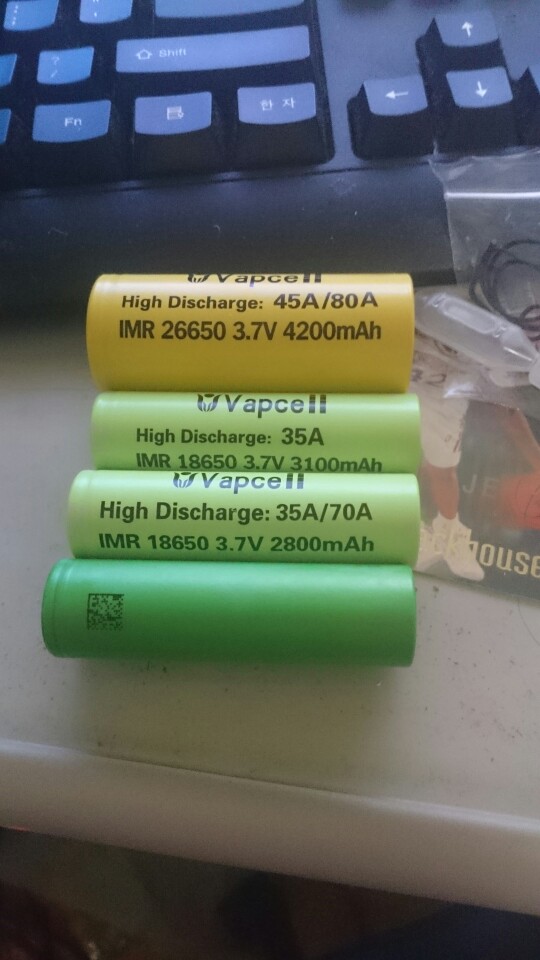 Shift
Fn
한 자
Vapcell
High Discharge: 45A/80A
IMR 26650 3.7V 4200mAh
Vapcell
High Discharge: 35A
IMR 18650 3.7V 3100mAh
Vapcell
High Discharge: 35A/70A
IMR 18650 3.7V 2800mAh